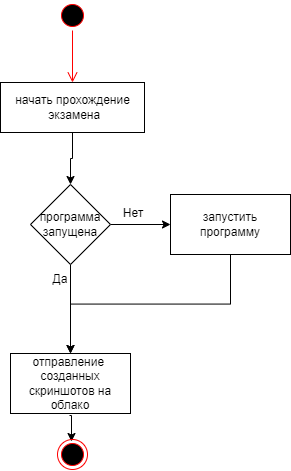 начать прохождение
экзамена
программа
запущена
Нет
запустить
программу
Да
отправление
созданных
скриншотов на
облако